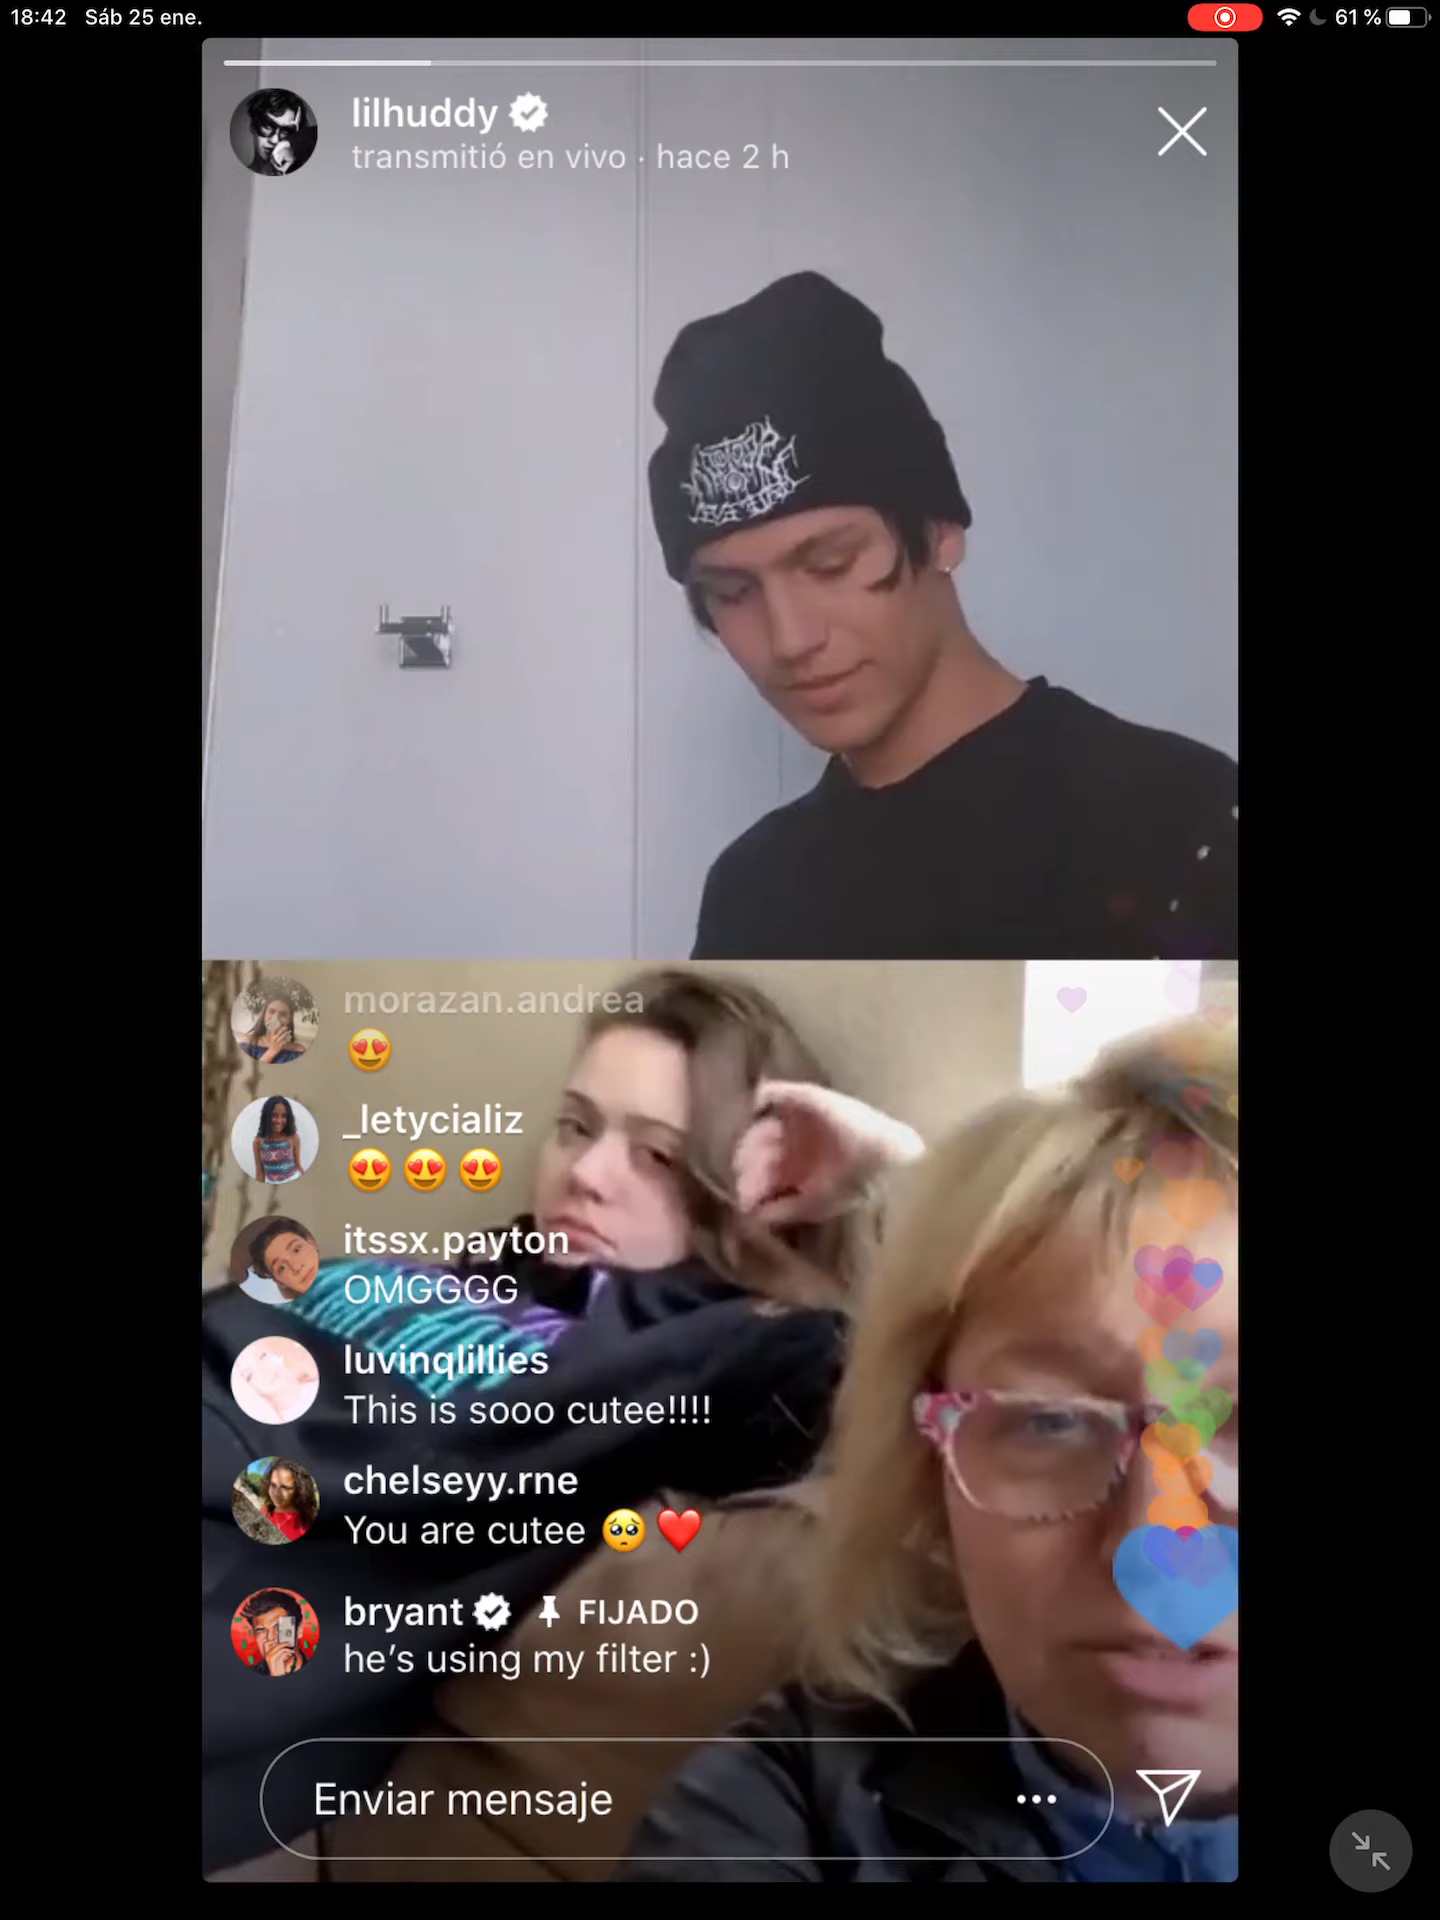 18:42 Sáb 25 ene.
61 %
lilhuddy
transmitió en vivo · hace 2 h
morazan.andrea
😍
_letycializ
😍😍😍
itssx.payton
OMGGGG
luvinqlillies
This is sooo cutee!!!!
chelseyy.rne
You are cutee 🥺❤️
bryant FIJADO
he’s using my filter :)
Enviar mensaje